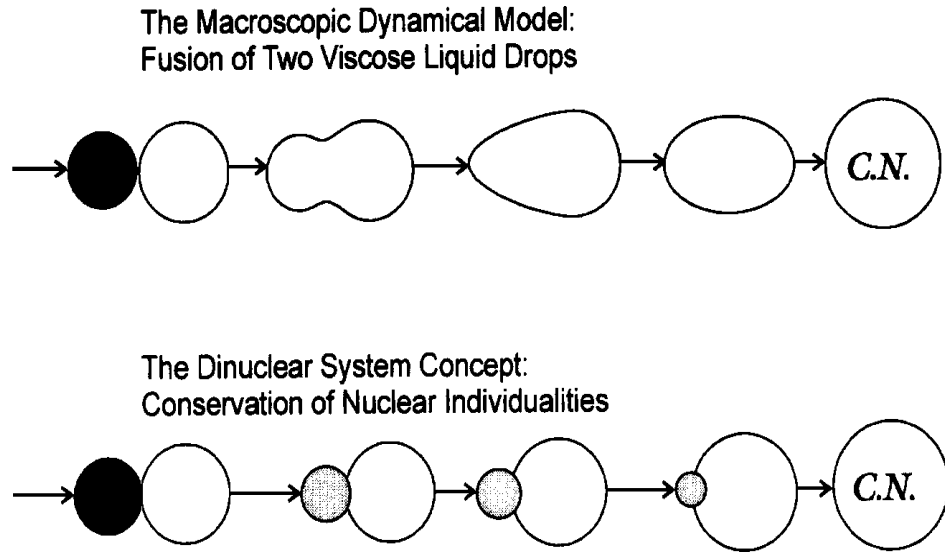 The Macroscopic Dynamical Model:
Fusion of Two Viscose Liquid Drops
C.N.
The Dinuclear System Concept:
Conservation of Nuclear Individualities
C.N.